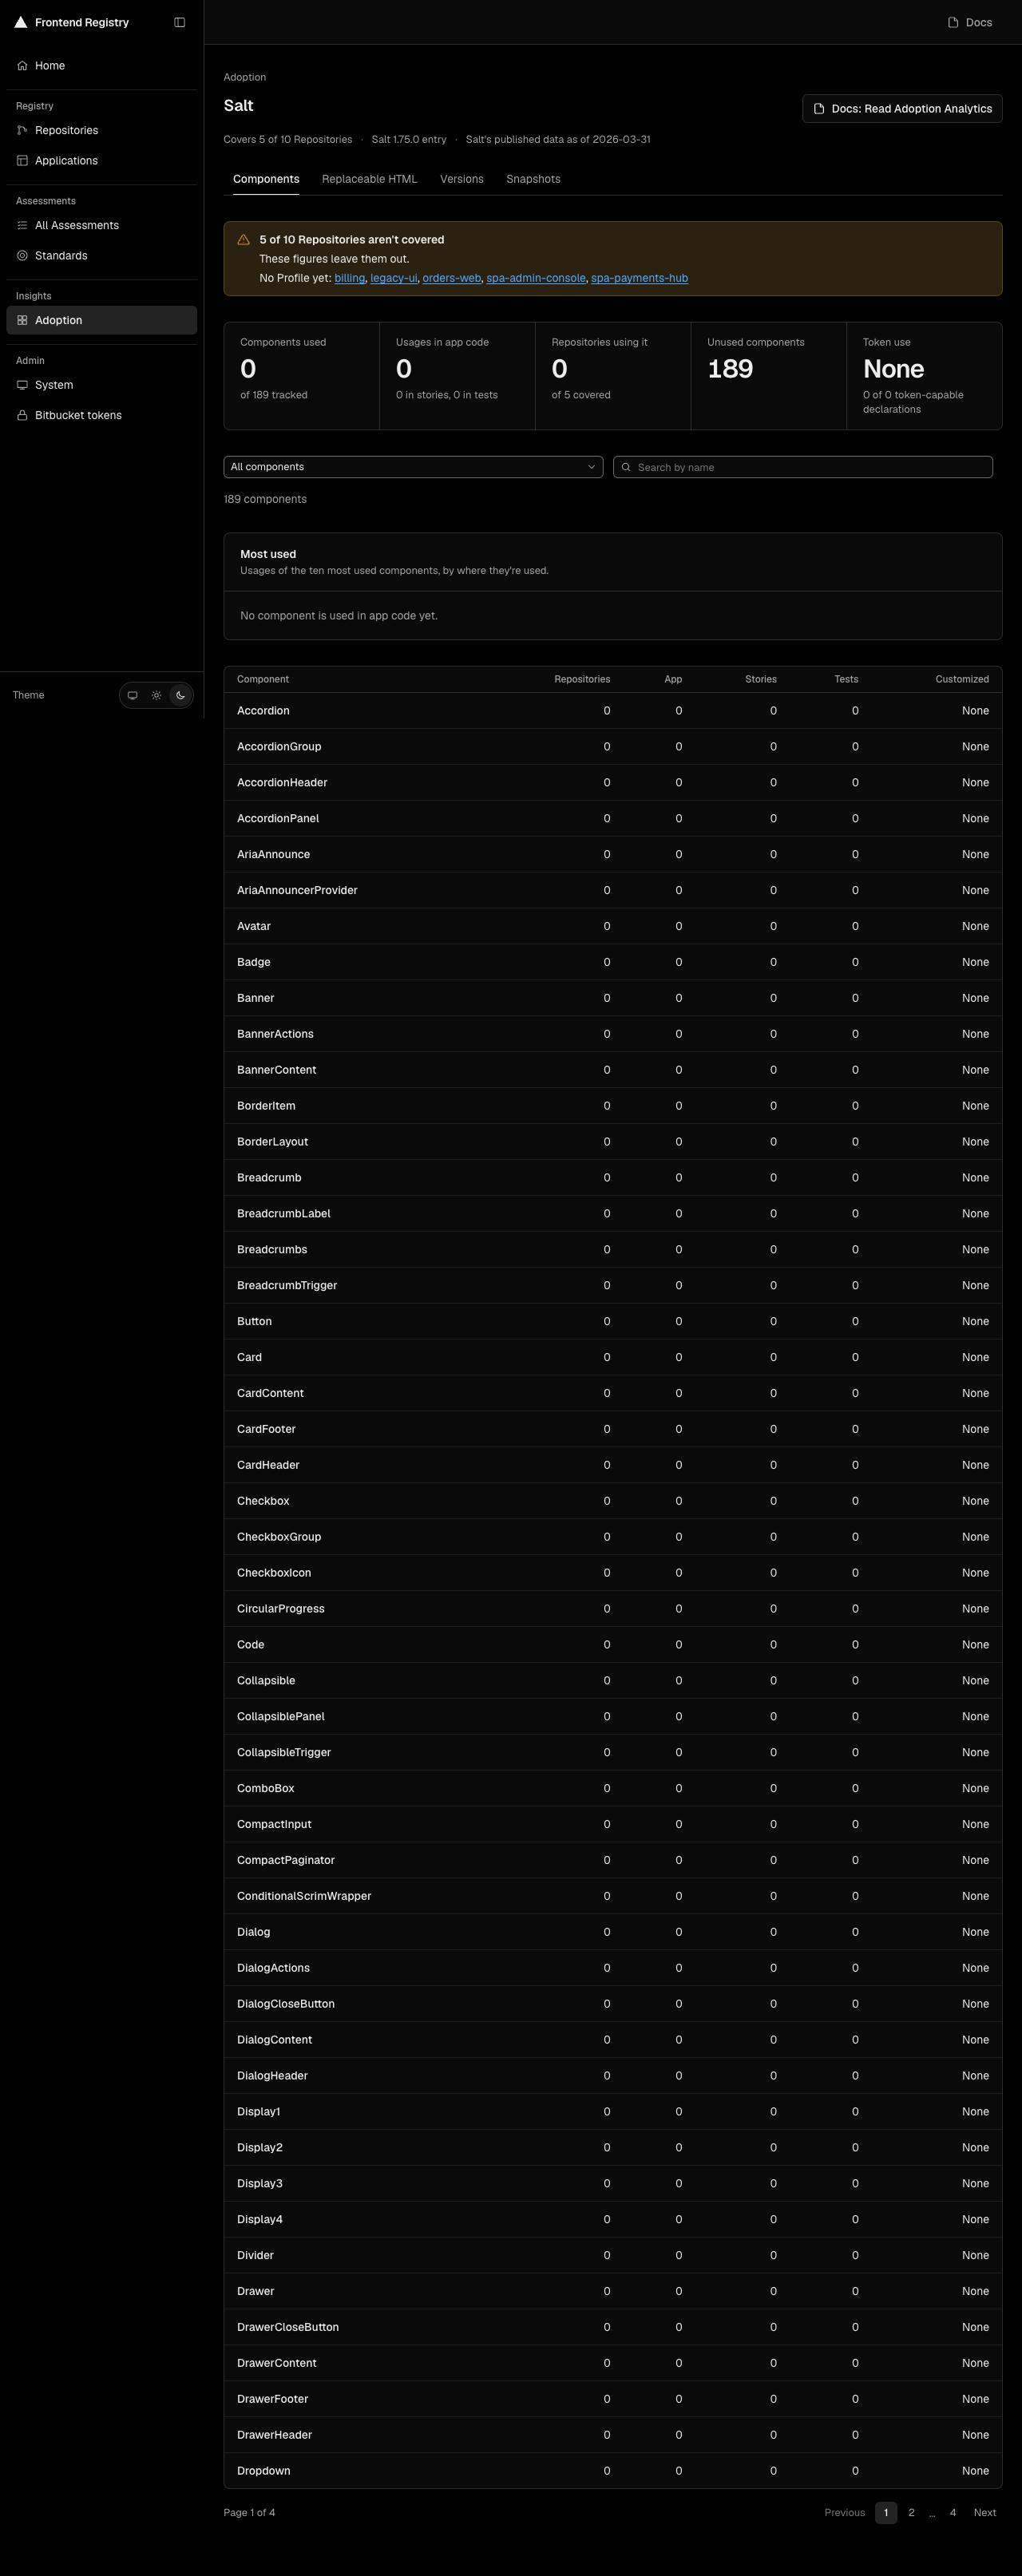 Frontend Registry
Docs
Home
Registry
Repositories
Applications
Assessments
All Assessments
Standards
Insights
Adoption
Admin
System
Bitbucket tokens
Theme
Adoption
Salt
Docs: Read Adoption Analytics
Covers 5 of 10 Repositories · Salt 1.75.0 entry · Salt's published data as of 2026-03-31
Components Replaceable HTML Versions Snapshots
5 of 10 Repositories aren't covered
These figures leave them out.
No Profile yet: billing, legacy-ui, orders-web, spa-admin-console, spa-payments-hub
Components used
0
of 189 tracked
Usages in app code
0
0 in stories, 0 in tests
Repositories using it
0
of 5 covered
Unused components
189
Token use
None
0 of 0 token-capable
declarations
All components
Search by name
189 components
Most used
Usages of the ten most used components, by where they're used.
No component is used in app code yet.
Component Repositories App Stories Tests Customized
Accordion 0 0 0 0 None
AccordionGroup 0 0 0 0 None
AccordionHeader 0 0 0 0 None
AccordionPanel 0 0 0 0 None
AriaAnnounce 0 0 0 0 None
AriaAnnouncerProvider 0 0 0 0 None
Avatar 0 0 0 0 None
Badge 0 0 0 0 None
Banner 0 0 0 0 None
BannerActions 0 0 0 0 None
BannerContent 0 0 0 0 None
BorderItem 0 0 0 0 None
BorderLayout 0 0 0 0 None
Breadcrumb 0 0 0 0 None
BreadcrumbLabel 0 0 0 0 None
Breadcrumbs 0 0 0 0 None
BreadcrumbTrigger 0 0 0 0 None
Button 0 0 0 0 None
Card 0 0 0 0 None
CardContent 0 0 0 0 None
CardFooter 0 0 0 0 None
CardHeader 0 0 0 0 None
Checkbox 0 0 0 0 None
CheckboxGroup 0 0 0 0 None
CheckboxIcon 0 0 0 0 None
CircularProgress 0 0 0 0 None
Code 0 0 0 0 None
Collapsible 0 0 0 0 None
CollapsiblePanel 0 0 0 0 None
CollapsibleTrigger 0 0 0 0 None
ComboBox 0 0 0 0 None
CompactInput 0 0 0 0 None
CompactPaginator 0 0 0 0 None
ConditionalScrimWrapper 0 0 0 0 None
Dialog 0 0 0 0 None
DialogActions 0 0 0 0 None
DialogCloseButton 0 0 0 0 None
DialogContent 0 0 0 0 None
DialogHeader 0 0 0 0 None
Display1 0 0 0 0 None
Display2 0 0 0 0 None
Display3 0 0 0 0 None
Display4 0 0 0 0 None
Divider 0 0 0 0 None
Drawer 0 0 0 0 None
DrawerCloseButton 0 0 0 0 None
DrawerContent 0 0 0 0 None
DrawerFooter 0 0 0 0 None
DrawerHeader 0 0 0 0 None
Dropdown 0 0 0 0 None
Page 1 of 4
Previous 1 2 ... 4 Next